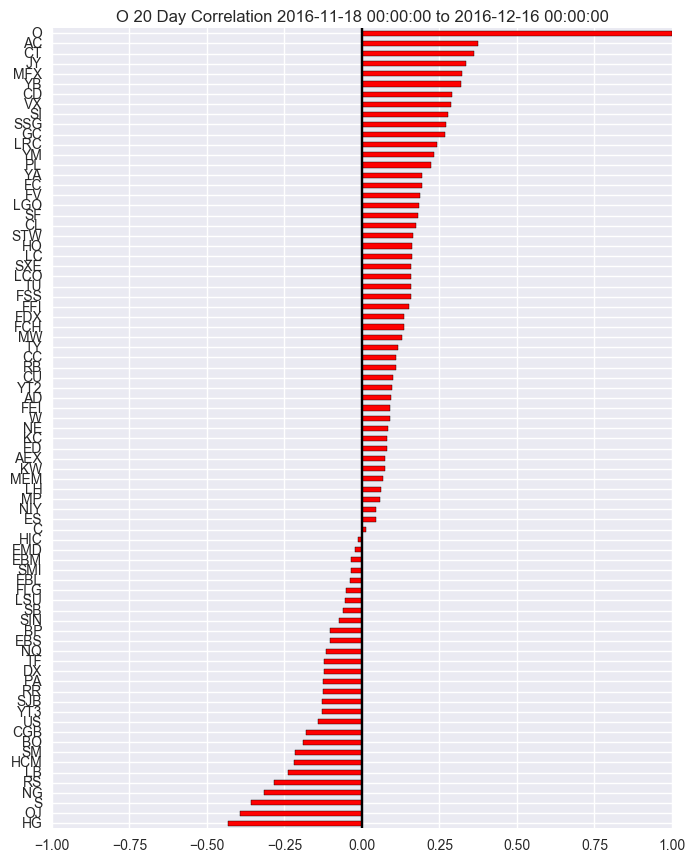 O 20 Day Correlation 2016-11-18 00:00:00 to 2016-12-16 00:00:00
O
AC
CT
JY
MFX
YB
CD
VX
SI
SSG
GC
LRC
YM
PL
YA
FC
FV
LGO
SF
CL
STW
HO
LC
SXE
LCO
TU
FSS
FFI
FDX
FCH
MW
TY
CC
RB
CU
YT2
AD
FEI
W
NE
KC
ED
AEX
KW
MEM
LH
MP
NIY
ES
C
HIC
EMD
EBM
SMI
EBL
FLG
LSU
SB
SIN
BP
EBS
NQ
TF
DX
PA
RR
SJB
YT3
US
CGB
BO
SM
HCM
LB
RS
NG
S
OJ
HG
−1.00 −0.75 −0.50 −0.25 0.00 0.25 0.50 0.75 1.00